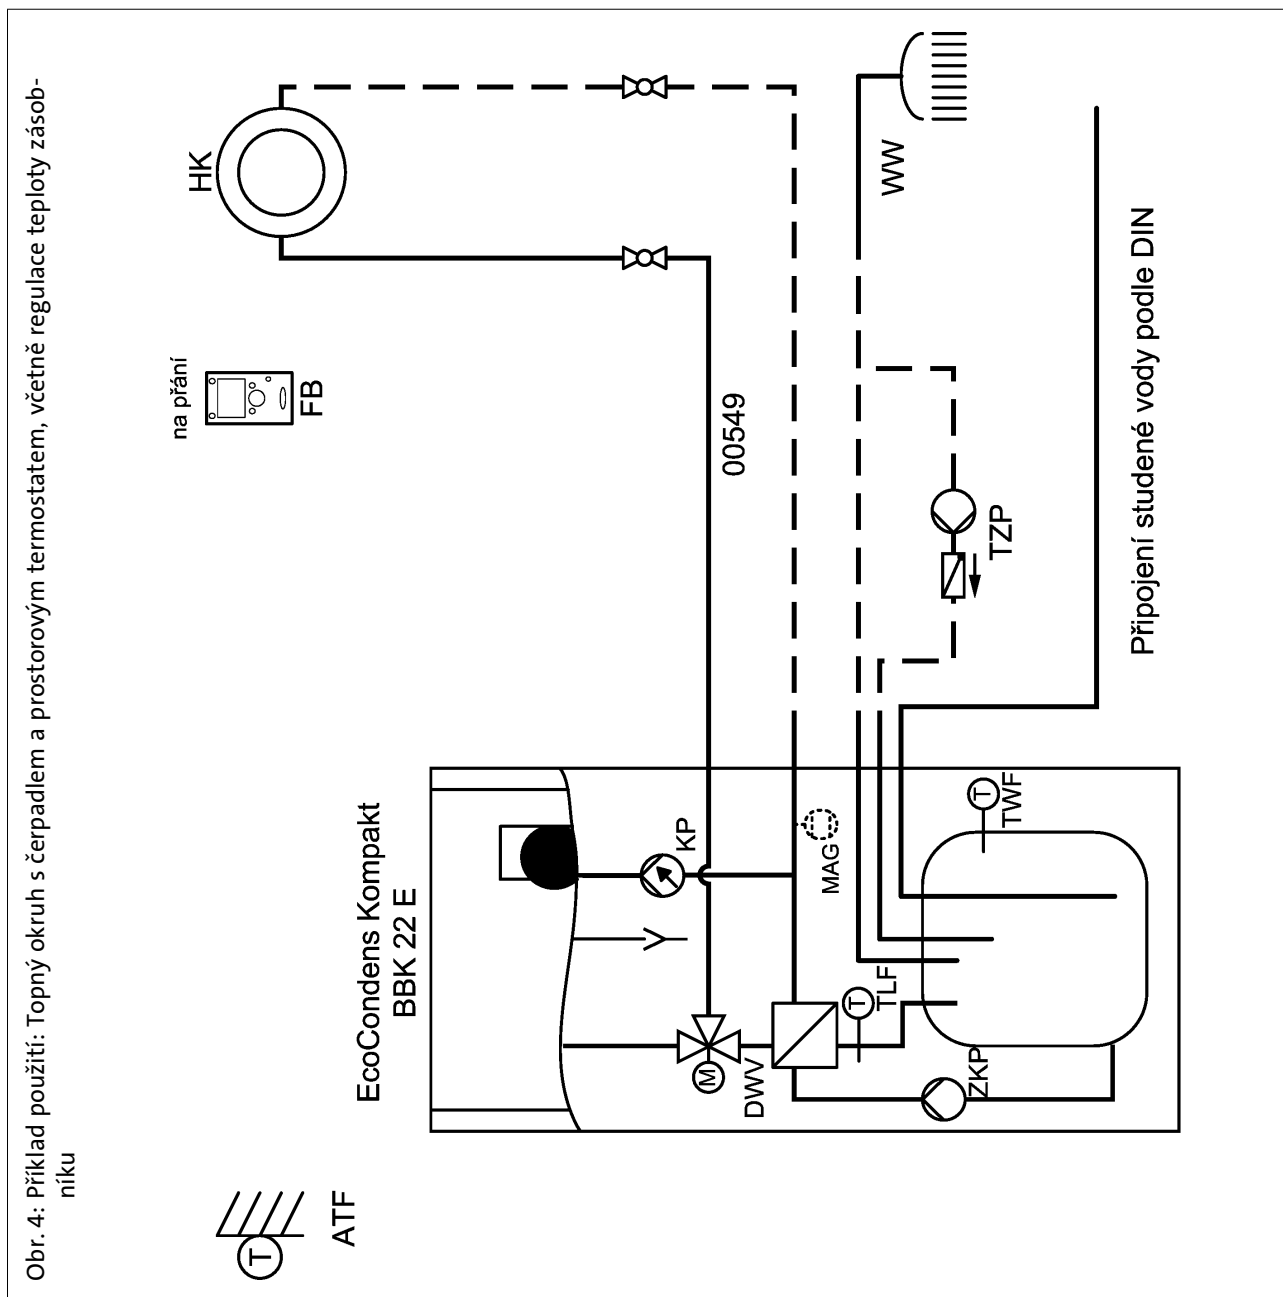 Obr. 4: Příklad použití: Topný okruh s čerpadlem a prostorovým termostatem, včetně regulace teploty zásob-
níku
T
ATF
EcoCondens Kompakt
BBK 22 E
na přání
FB
HK
KP
M
DWV
MAG
T
TLF
ZKP
T
TWF
00549
TZP
WW
Připojení studené vody podle DIN